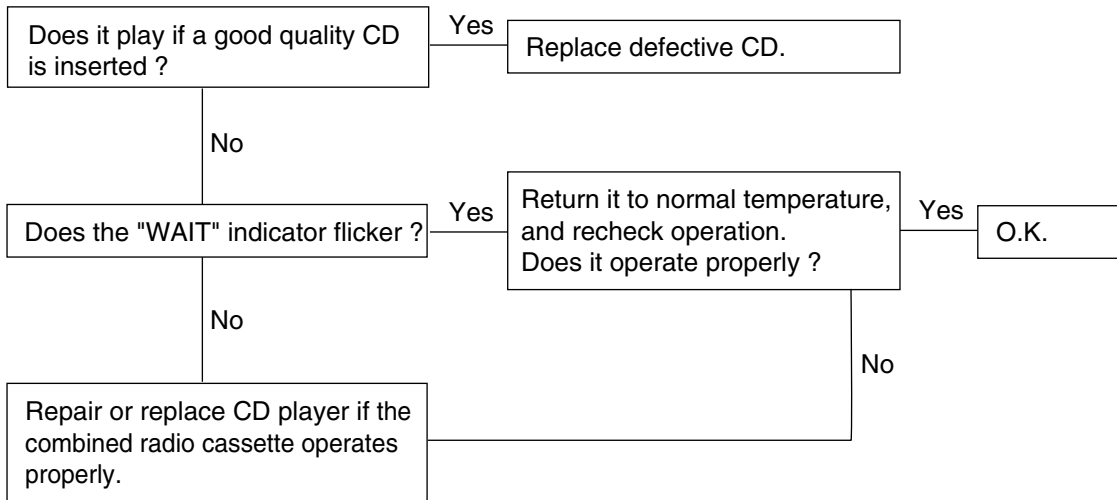 Does it play if a good quality CD
is inserted ?
Yes
Replace defective CD.
No
Does the "WAIT" indicator flicker ?
Yes
Return it to normal temperature,
and recheck operation.
Does it operate properly ?
Yes
O.K.
No
No
Repair or replace CD player if the
combined radio cassette operates
properly.